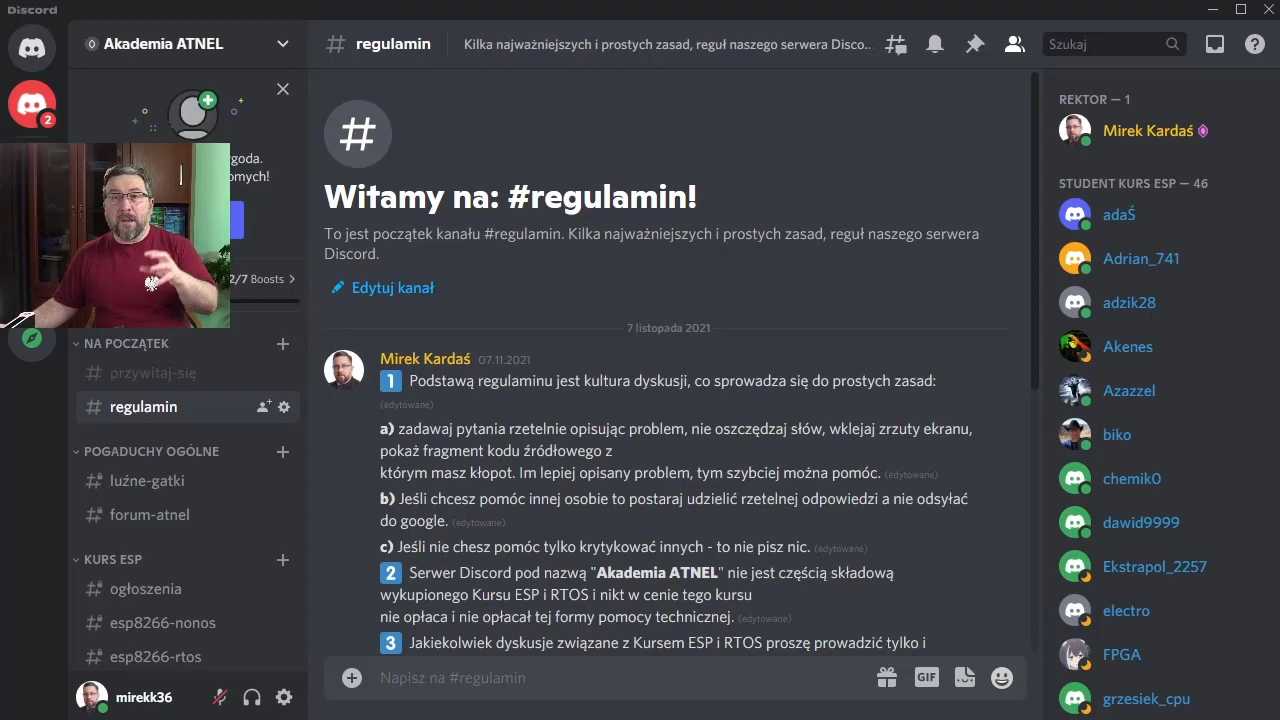 Discord
Akademia ATNEL
regulamin
Kilka najważniejszych i prostych zasad, reguł naszego serwera Disco...
Szukaj
2
ygoda.
omych!
2/7 Boosts
NA POCZĄTEK
przywitaj-się
regulamin
POGADUCHY OGÓLNE
luźne-gatki
forum-atnel
KURS ESP
ogłoszenia
esp8266-nonos
esp8266-rtos
mirekk36
Witamy na: #regulamin!
To jest początek kanału #regulamin. Kilka najważniejszych i prostych zasad, reguł naszego serwera
Discord.
Edytuj kanał
7 listopada 2021
Mirek Kardaś 07.11.2021
1 Podstawą regulaminu jest kultura dyskusji, co sprowadza się do prostych zasad:
(edytowane)
a) zadawaj pytania rzetelnie opisując problem, nie oszczędzaj słów, wklejaj zrzuty ekranu,
pokaż fragment kodu źródłowego z
którym masz kłopot. Im lepiej opisany problem, tym szybciej można pomóc. (edytowane)
b) Jeśli chcesz pomóc innej osobie to postaraj udzielić rzetelnej odpowiedzi a nie odsyłać
do google. (edytowane)
c) Jeśli nie chesz pomóc tylko krytykować innych - to nie pisz nic. (edytowane)
2 Serwer Discord pod nazwą "Akademia ATNEL" nie jest częścią składową
wykupionego Kursu ESP i RTOS i nikt w cenie tego kursu
nie opłaca i nie opłacał tej formy pomocy technicznej. (edytowane)
3 Jakiekolwiek dyskusje związane z Kursem ESP i RTOS proszę prowadzić tylko i
Napisz na #regulamin
GIF
REKTOR — 1
Mirek Kardaś
STUDENT KURS ESP — 46
adaŚ
Adrian_741
adzik28
Akenes
Azazzel
biko
chemik0
dawid9999
Ekstrapol_2257
electro
FPGA
grzesiek_cpu